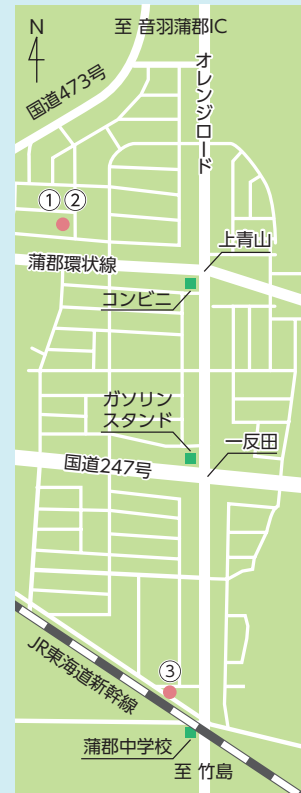 N
至 音羽蒲郡IC
オレンジロード
国道473号
① ②
上青山
蒲郡環状線
コンビニ
ガソリン
スタンド
一反田
国道247号
③
JR東海道新幹線
蒲郡中学校
至 竹島